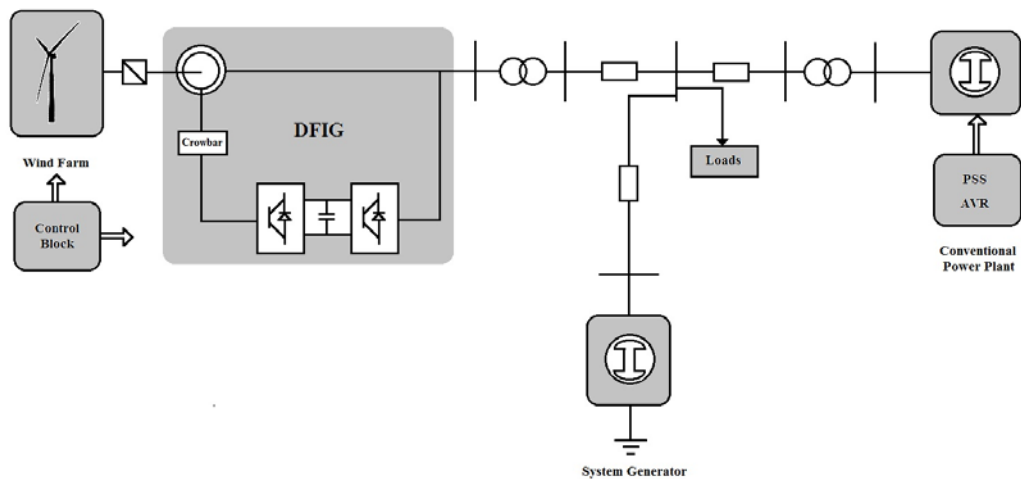 DFIG
Crowbar
Wind Farm
Control
Block
Loads
PSS
AVR
Conventional
Power Plant
System Generator